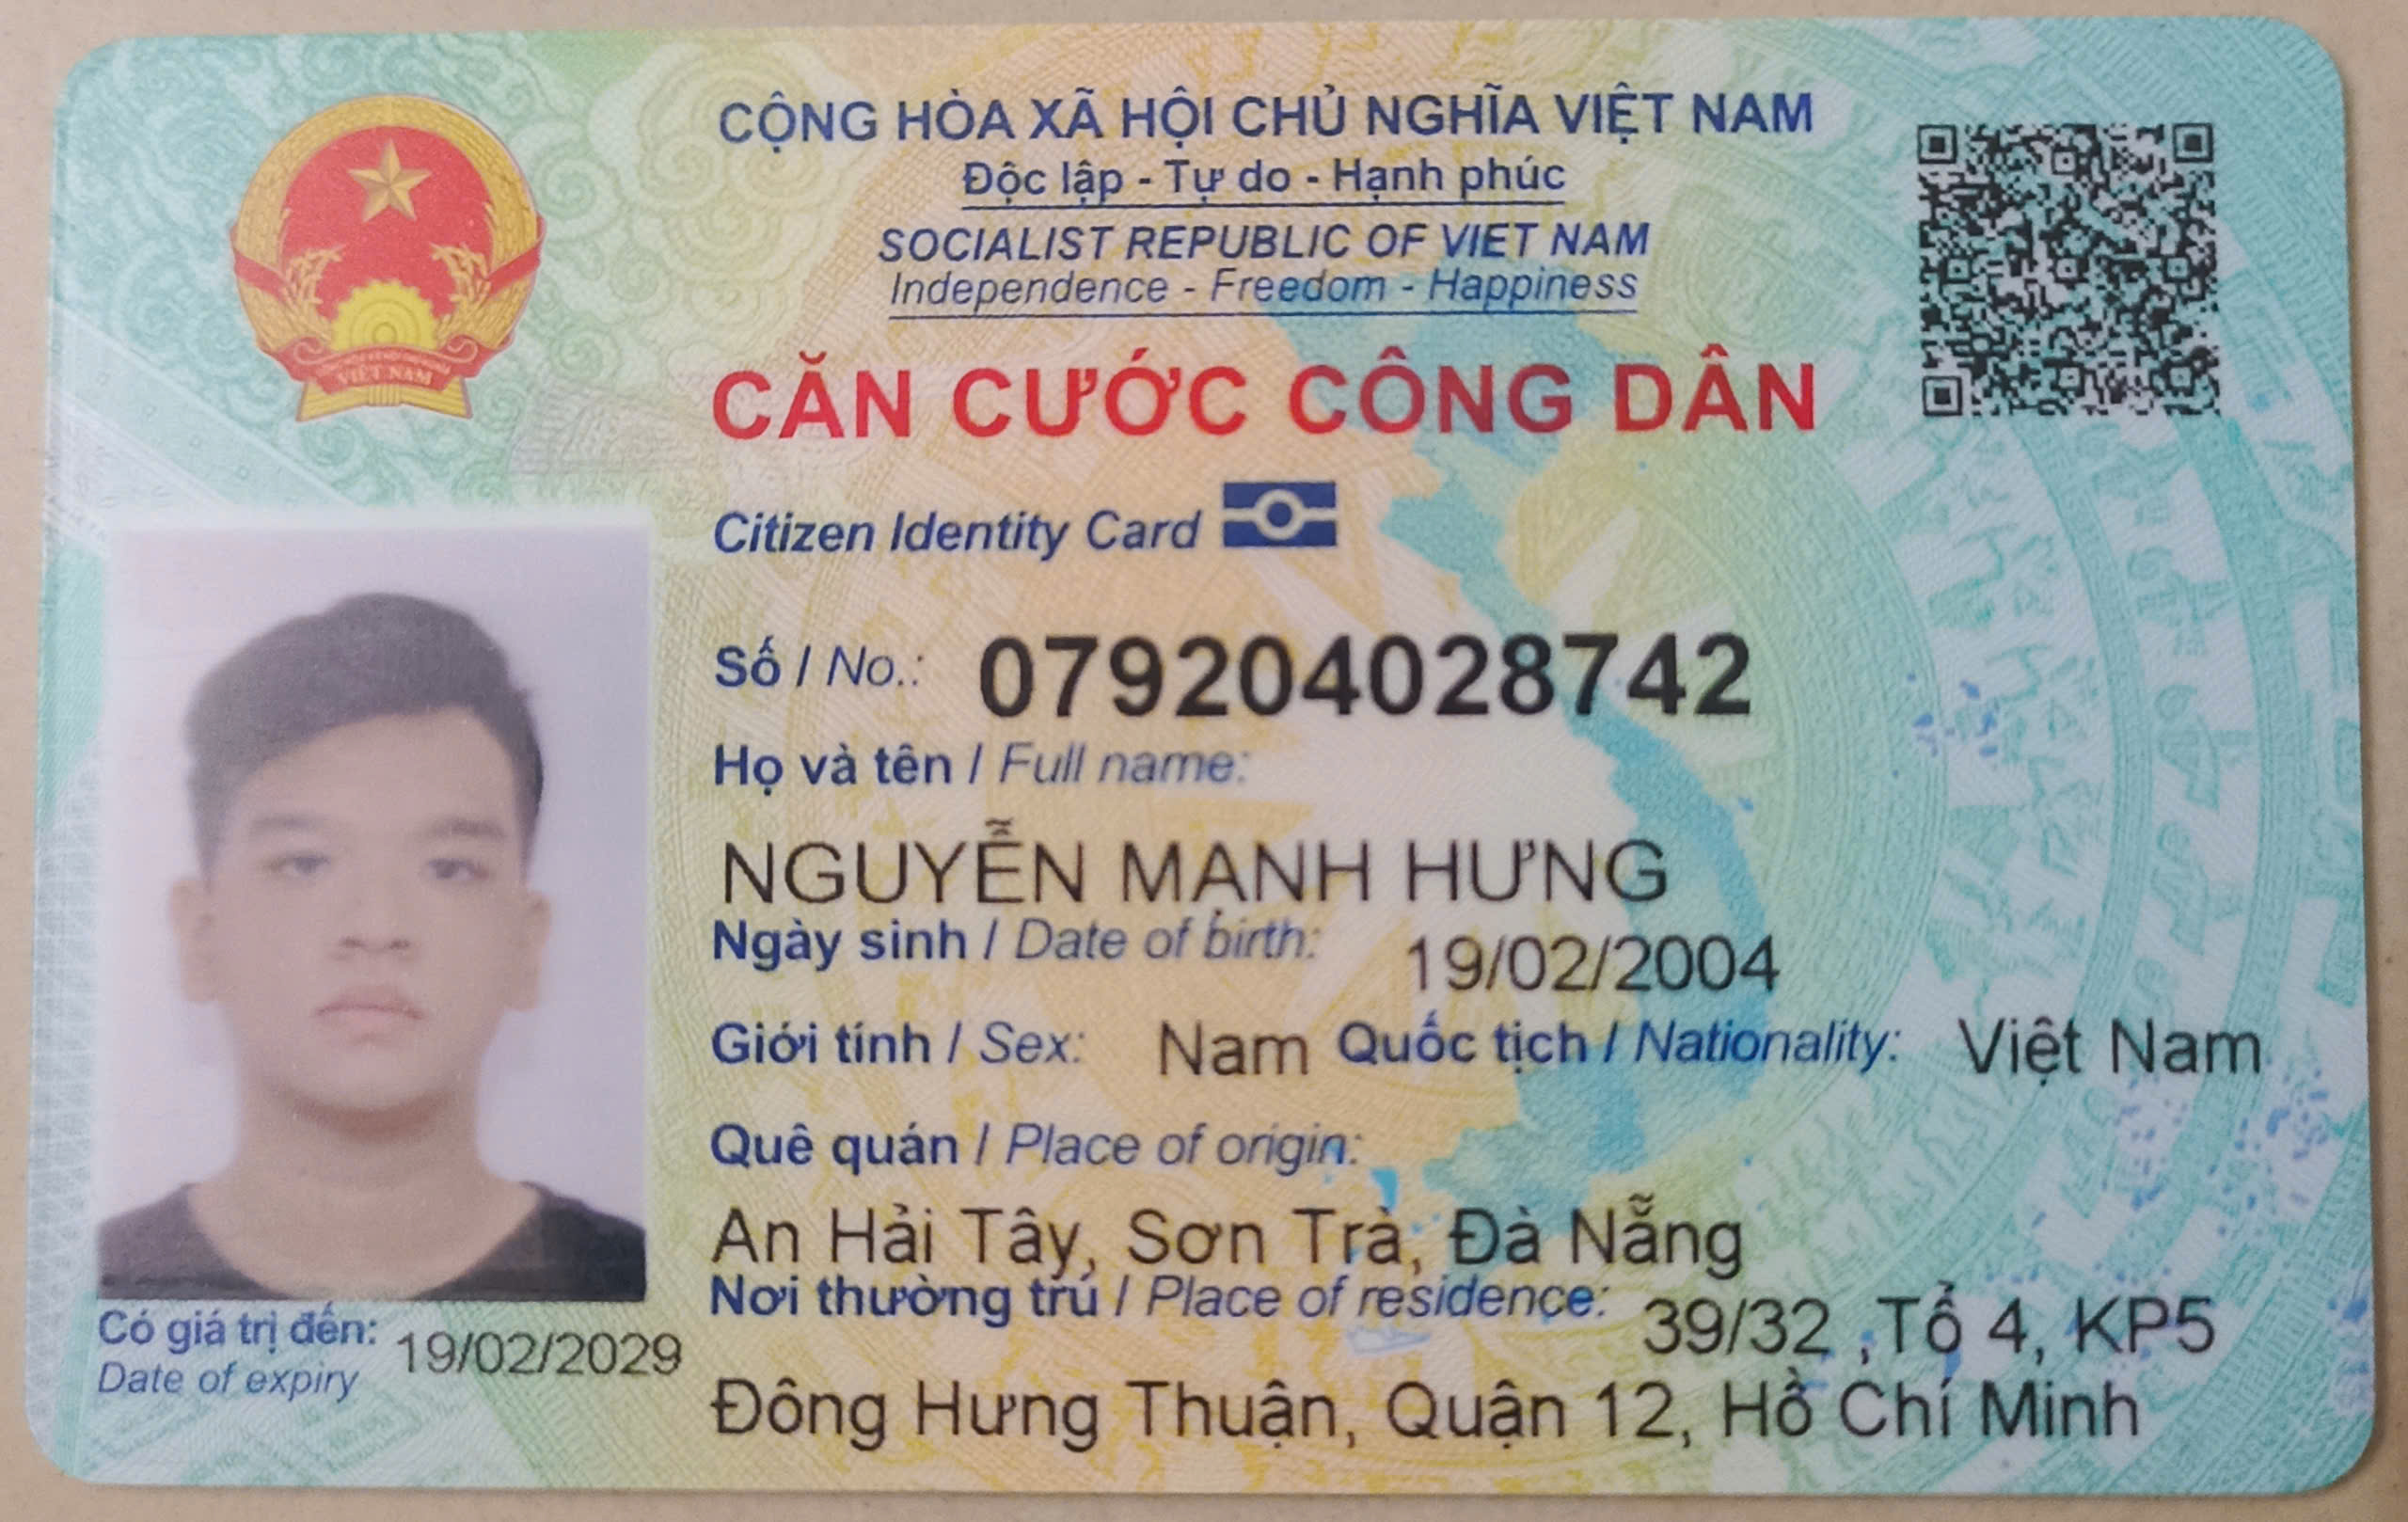 CỘNG HÒA XÃ HỘI CHỦ NGHĨA VIỆT NAM
Độc lập - Tự do - Hạnh phúc
SOCIALIST REPUBLIC OF VIET NAM
Independence - Freedom - Happiness
CĂN CƯỚC CÔNG DÂN
Citizen Identity Card
Số / No.: 079204028742
Họ và tên / Full name:
NGUYỄN MẠNH HƯNG
Ngày sinh / Date of birth: 19/02/2004
Giới tính / Sex: Nam Quốc tịch / Nationality: Việt Nam
Quê quán / Place of origin:
An Hải Tây, Sơn Trà, Đà Nẵng
Nơi thường trú / Place of residence: 39/32 ,Tổ 4, KP5
Đông Hưng Thuận, Quận 12, Hồ Chí Minh
Có giá trị đến: 19/02/2029
Date of expiry
VIỆT NAM